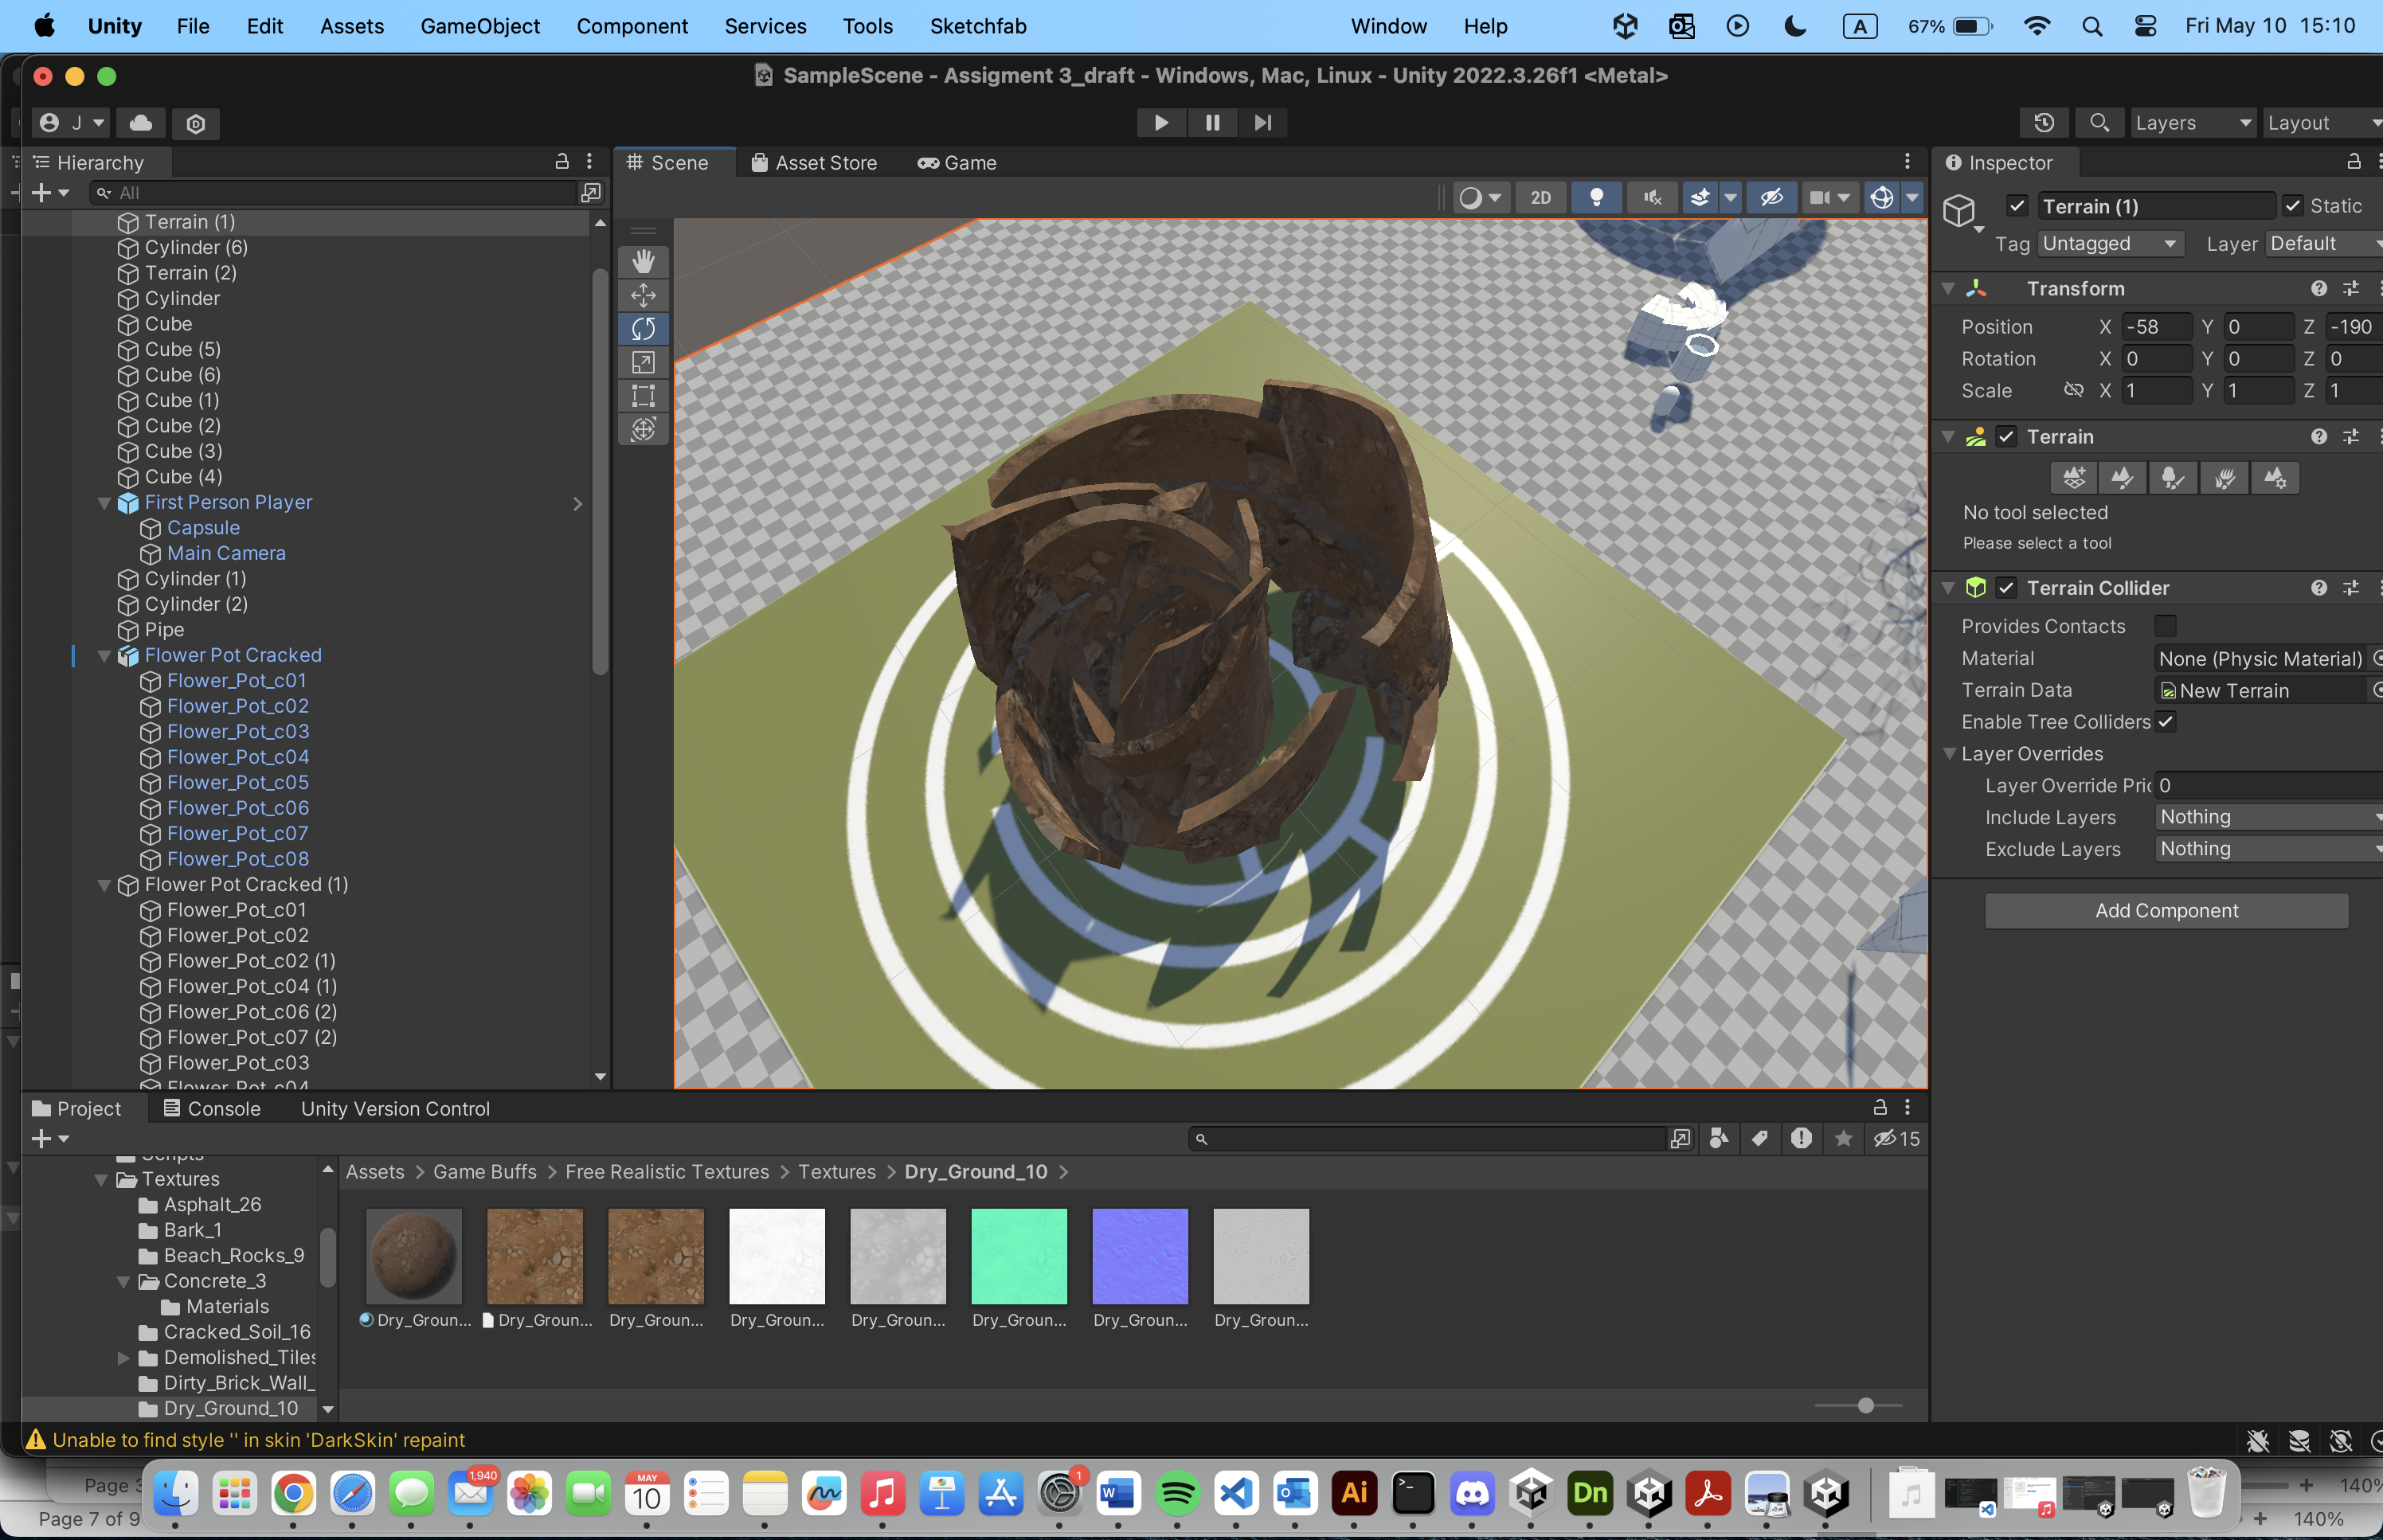 Unity File Edit Assets GameObject Component Services Tools Sketchfab Window Help A 67% Fri May 10 15:10
SampleScene - Assigment 3_draft - Windows, Mac, Linux - Unity 2022.3.26f1 <Metal>
J Layers Layout
Hierarchy
All
Terrain (1)
Cylinder (6)
Terrain (2)
Cylinder
Cube
Cube (5)
Cube (6)
Cube (1)
Cube (2)
Cube (3)
Cube (4)
First Person Player
Capsule
Main Camera
Cylinder (1)
Cylinder (2)
Pipe
Flower Pot Cracked
Flower_Pot_c01
Flower_Pot_c02
Flower_Pot_c03
Flower_Pot_c04
Flower_Pot_c05
Flower_Pot_c06
Flower_Pot_c07
Flower_Pot_c08
Flower Pot Cracked (1)
Flower_Pot_c01
Flower_Pot_c02
Flower_Pot_c02 (1)
Flower_Pot_c04 (1)
Flower_Pot_c06 (2)
Flower_Pot_c07 (2)
Flower_Pot_c03
Flower_Pot_c04
Scene Asset Store Game
2D
Inspector
Terrain (1) Static
Tag Untagged Layer Default
Transform
Position X -58 Y 0 Z -190
Rotation X 0 Y 0 Z 0
Scale X 1 Y 1 Z 1
Terrain
No tool selected
Please select a tool
Terrain Collider
Provides Contacts
Material None (Physic Material)
Terrain Data New Terrain
Enable Tree Colliders
Layer Overrides
Layer Override Pric 0
Include Layers Nothing
Exclude Layers Nothing
Add Component
Project Console Unity Version Control
15
Scripts
Textures
Asphalt_26
Bark_1
Beach_Rocks_9
Concrete_3
Materials
Cracked_Soil_16
Demolished_Tiles
Dirty_Brick_Wall_
Dry_Ground_10
Assets > Game Buffs > Free Realistic Textures > Textures > Dry_Ground_10 >
Dry_Groun... Dry_Groun... Dry_Groun... Dry_Groun... Dry_Groun... Dry_Groun... Dry_Groun... Dry_Groun...
Unable to find style '' in skin 'DarkSkin' repaint
Page 3 140%
1,940 MAY 10 1 W Ai Dn
Page 7 of 9 140%